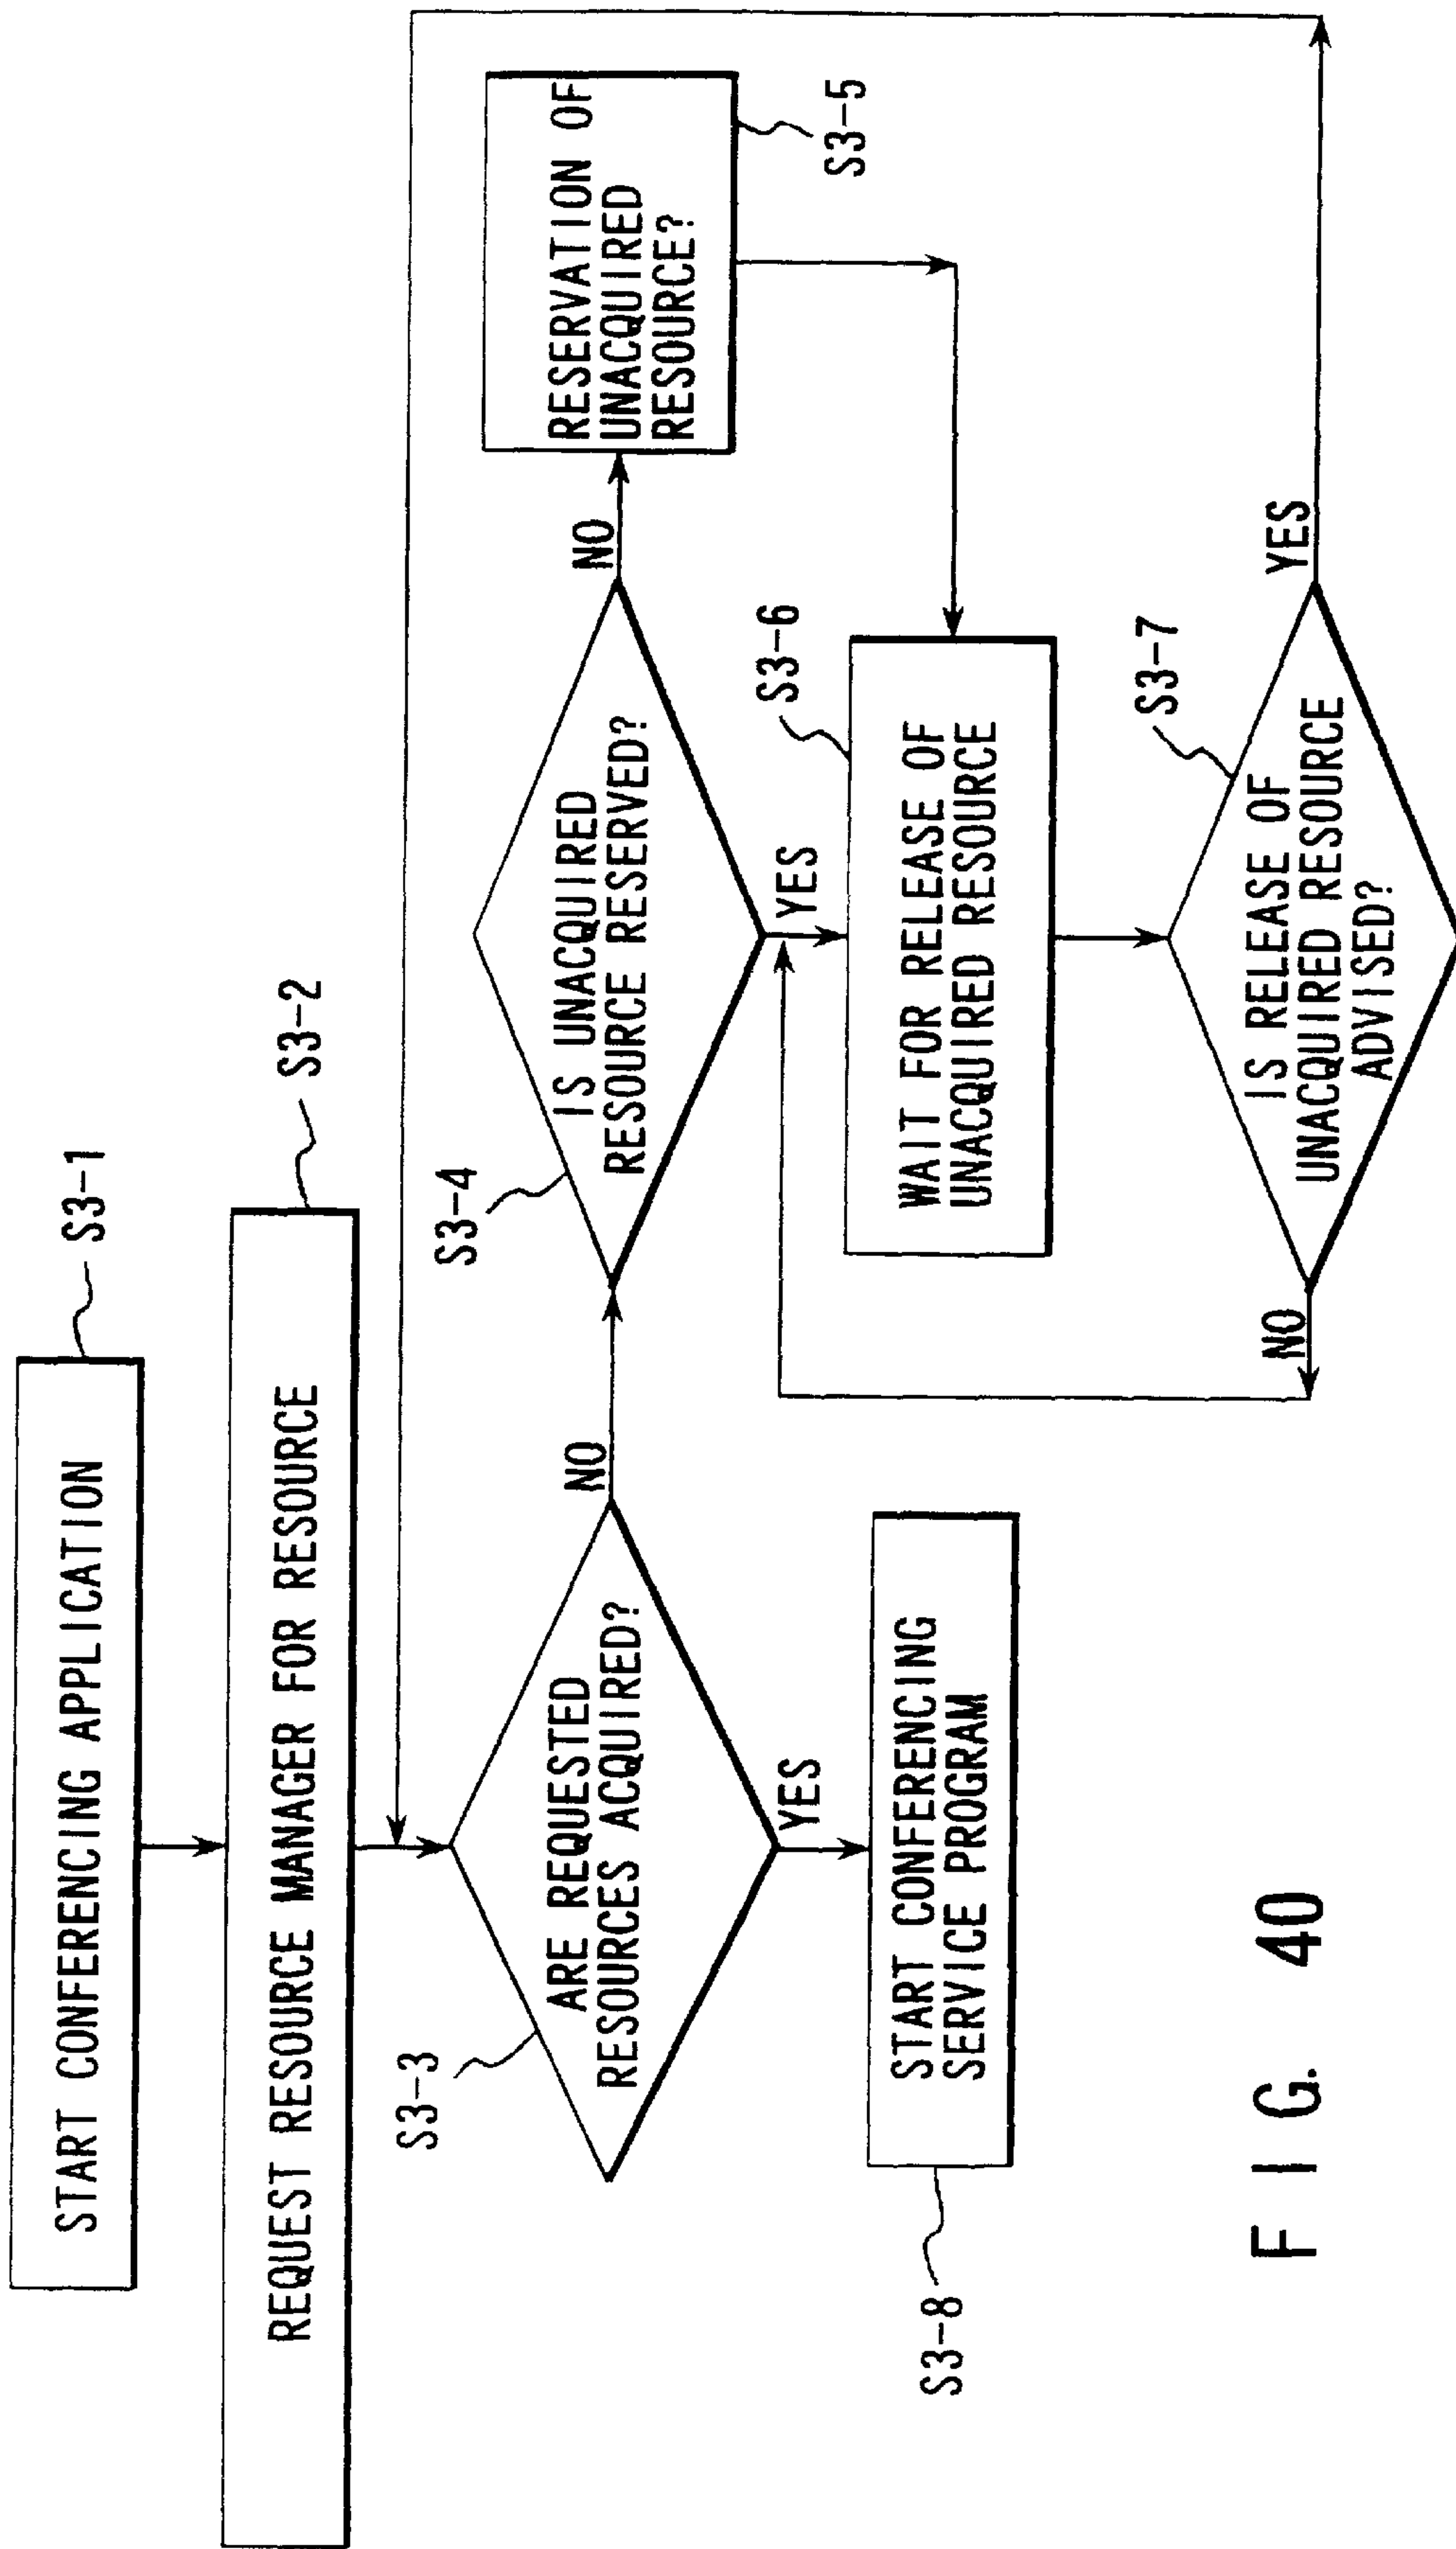 START CONFERENCING APPLICATION
S3-1
REQUEST RESOURCE MANAGER FOR RESOURCE
S3-2
S3-3
ARE REQUESTED
RESOURCES ACQUIRED?
NO
YES
S3-4
IS UNACQUIRED
RESOURCE RESERVED?
NO
YES
RESERVATION OF
UNACQUIRED
RESOURCE?
S3-5
WAIT FOR RELEASE OF
UNACQUIRED RESOURCE
S3-6
IS RELEASE OF
UNACQUIRED RESOURCE
ADVISED?
S3-7
YES
NO
START CONFERENCING
SERVICE PROGRAM
S3-8
FIG. 40